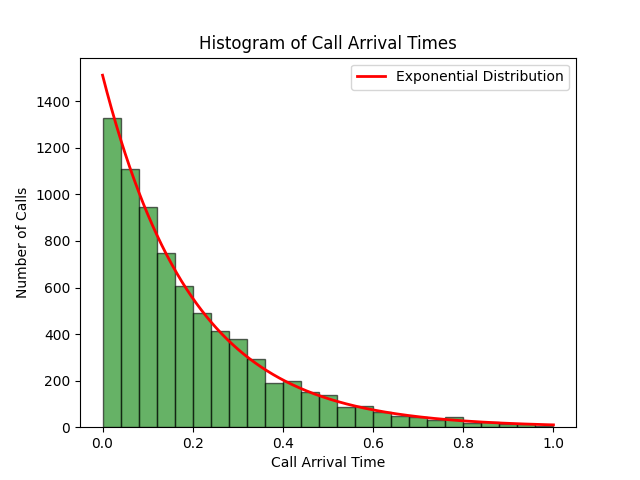 Histogram of Call Arrival Times
Exponential Distribution
Number of Calls
1400
1200
1000
800
600
400
200
0
0.0 0.2 0.4 0.6 0.8 1.0
Call Arrival Time